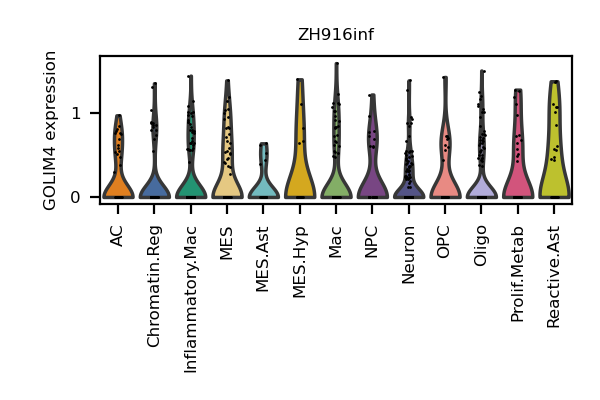 ZH916inf
GOLIM4 expression
1
0
AC
Chromatin.Reg
Inflammatory.Mac
MES
MES.Ast
MES.Hyp
Mac
NPC
Neuron
OPC
Oligo
Prolif.Metab
Reactive.Ast